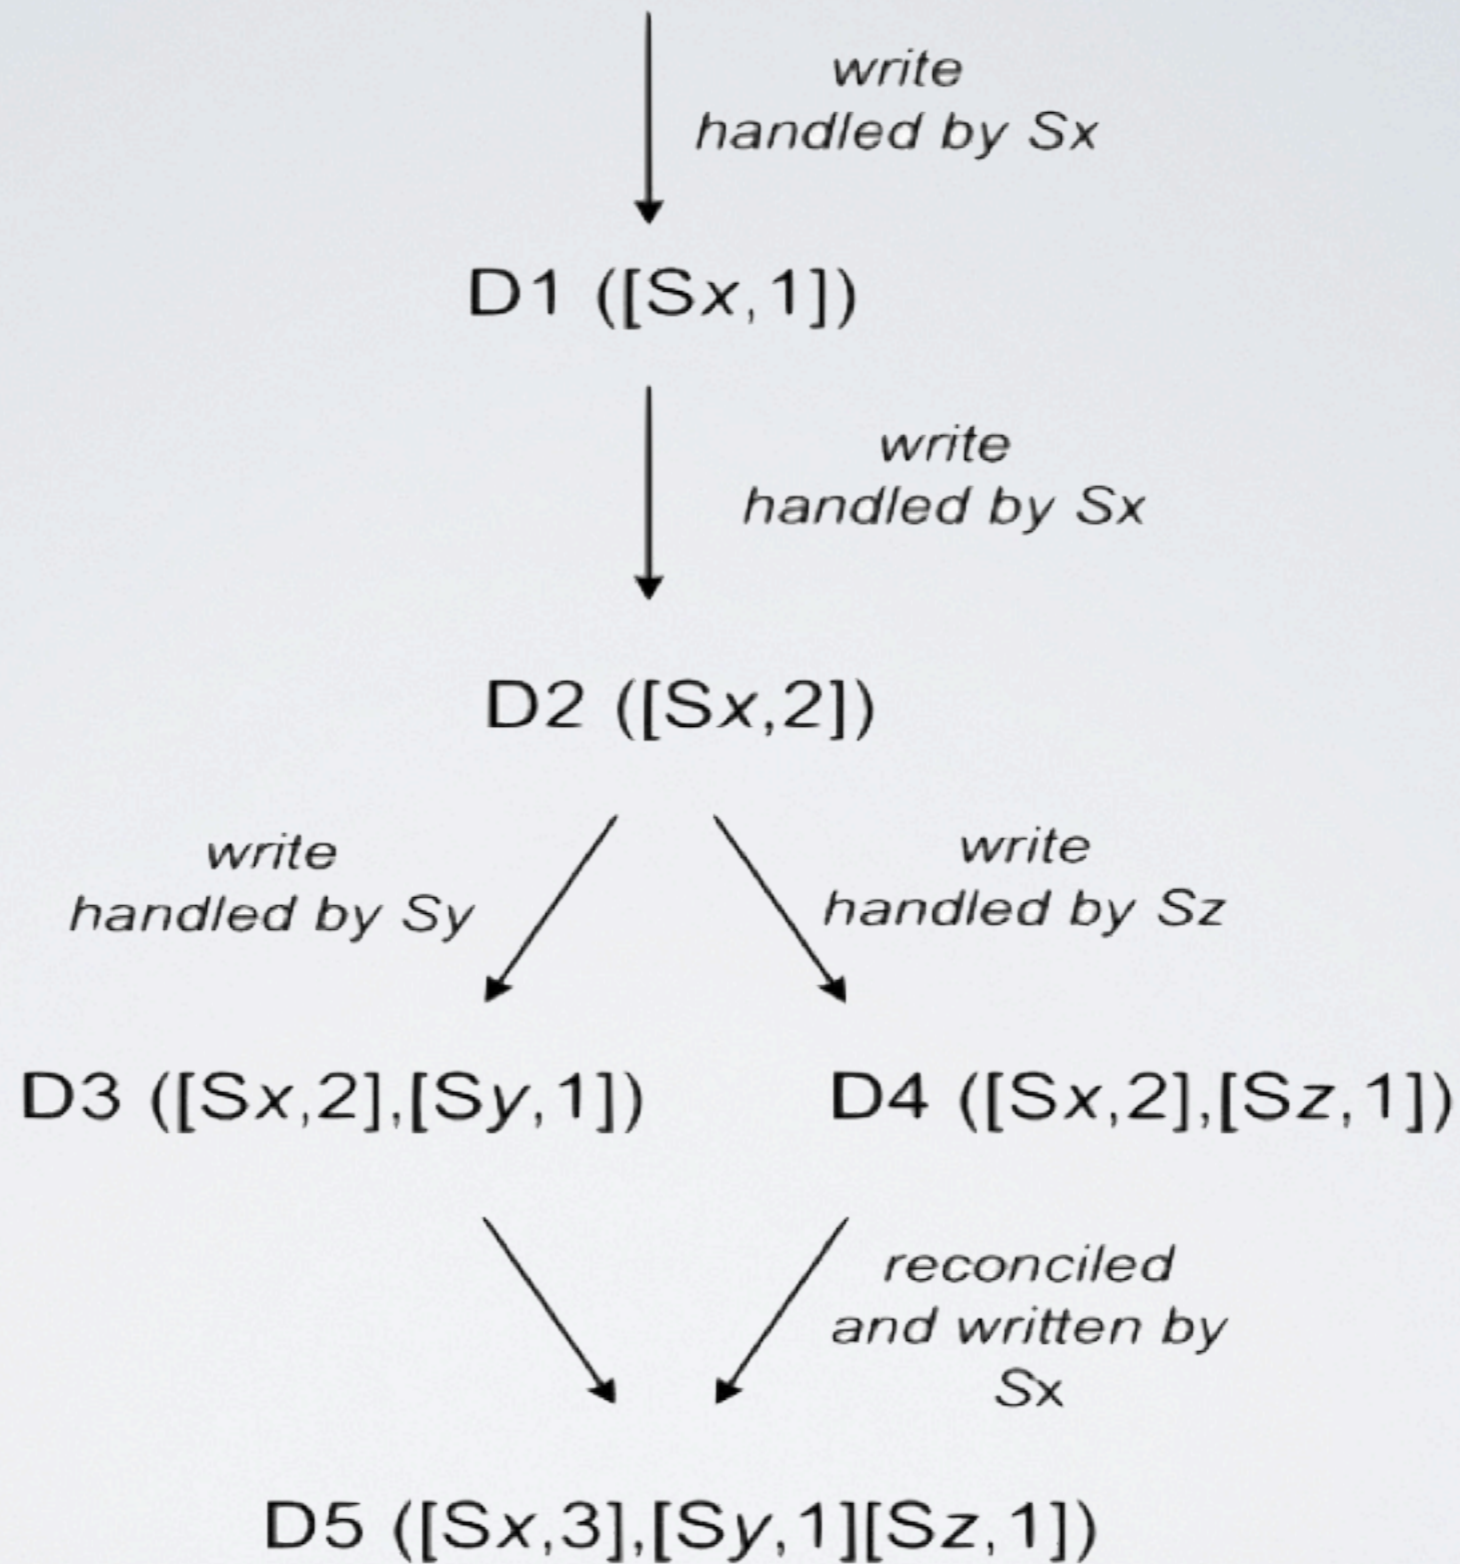 write
handled by Sx
D1 ([Sx,1])
write
handled by Sx
D2 ([Sx,2])
write
handled by Sy
write
handled by Sz
D3 ([Sx,2],[Sy,1])
D4 ([Sx,2],[Sz,1])
reconciled
and written by
Sx
D5 ([Sx,3],[Sy,1][Sz,1])